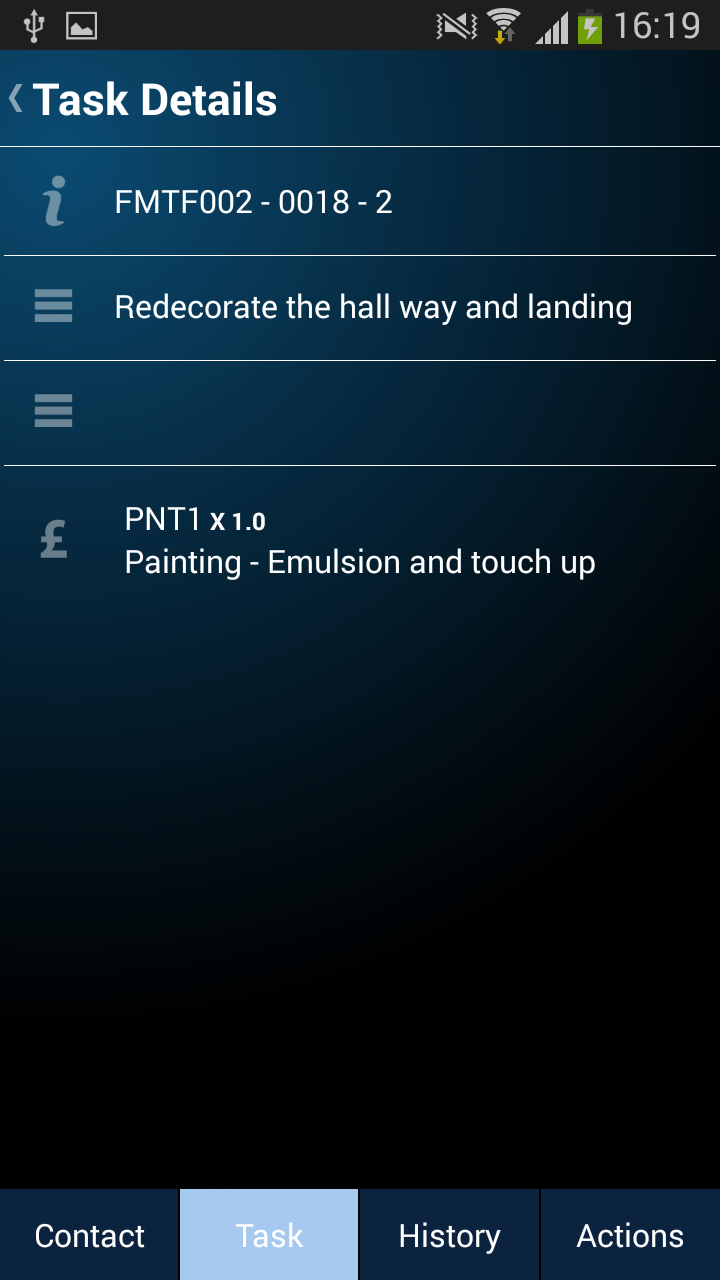 16:19
Task Details
FMTF002 - 0018 - 2
Redecorate the hall way and landing
£
PNT1 X 1.0
Painting - Emulsion and touch up
Contact
Task
History
Actions